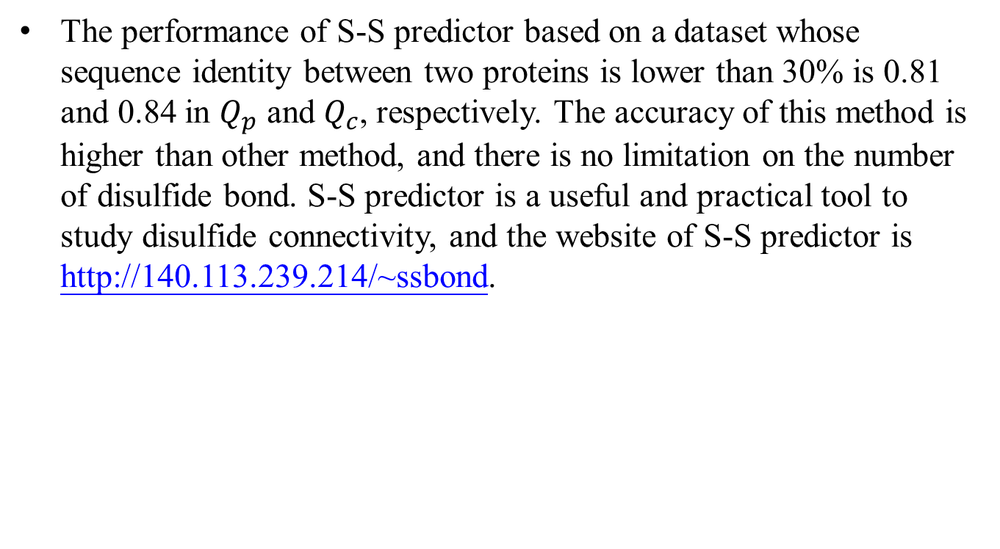 • The performance of S-S predictor based on a dataset whose
sequence identity between two proteins is lower than 30% is 0.81
and 0.84 in Qp and Qc, respectively. The accuracy of this method is
higher than other method, and there is no limitation on the number
of disulfide bond. S-S predictor is a useful and practical tool to
study disulfide connectivity, and the website of S-S predictor is
http://140.113.239.214/~ssbond.